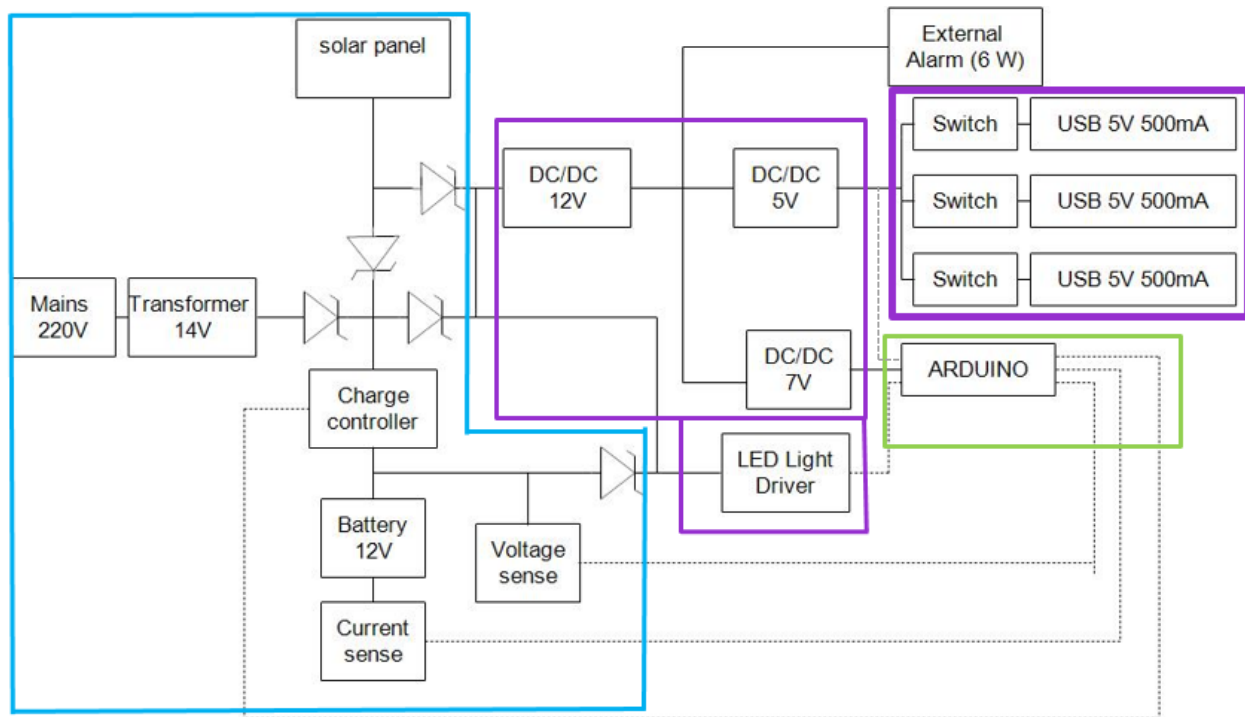 solar panel
External
Alarm (6 W)
Switch
USB 5V 500mA
DC/DC
12V
DC/DC
5V
Switch
USB 5V 500mA
Switch
USB 5V 500mA
Mains
220V
Transformer
14V
DC/DC
7V
ARDUINO
Charge
controller
LED Light
Driver
Battery
12V
Voltage
sense
Current
sense